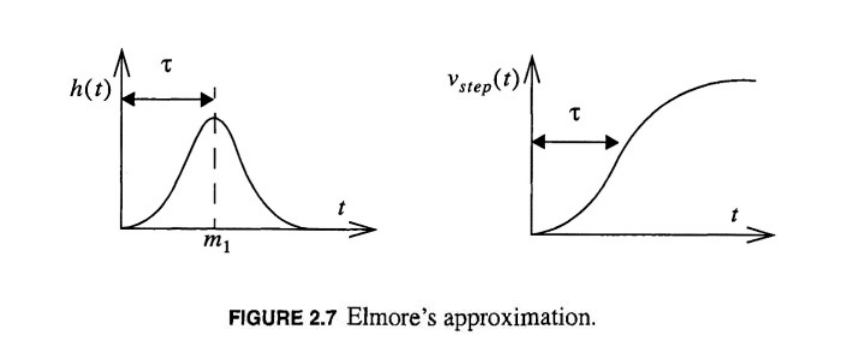 τ
h(t)
t
m₁
v_step(t)
τ
t
FIGURE 2.7 Elmore's approximation.